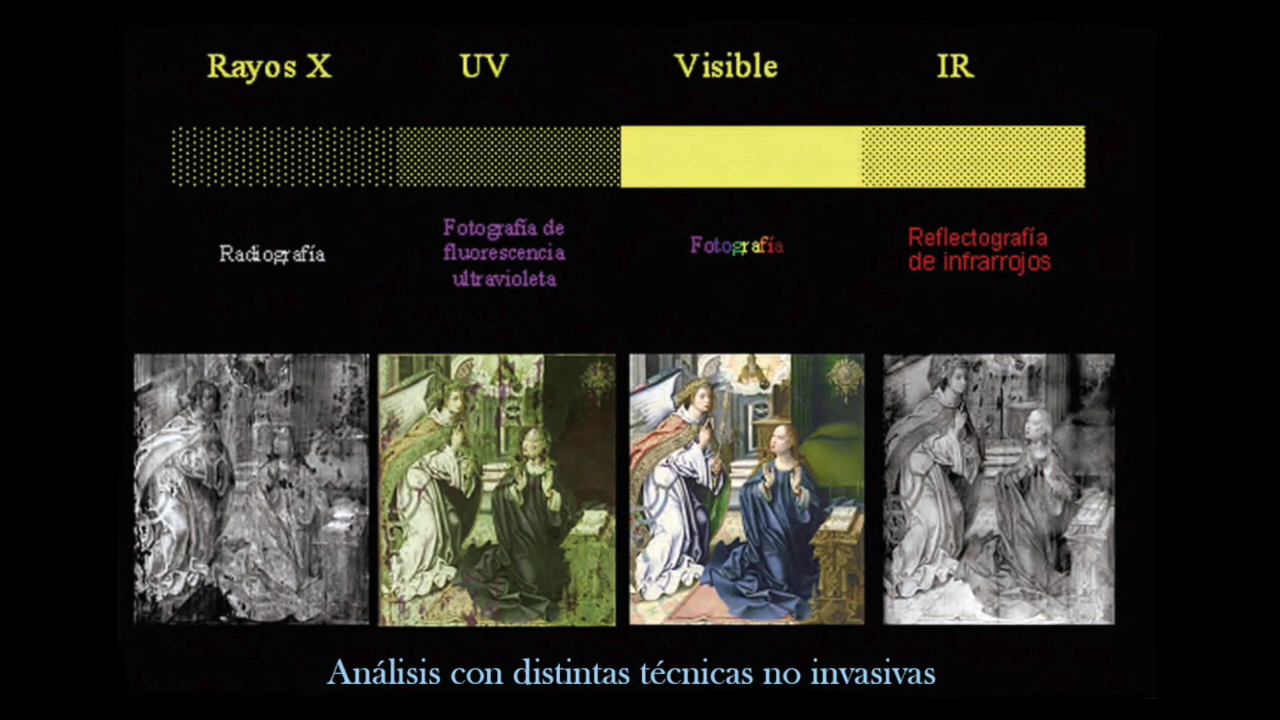 Rayos X
UV
Visible
IR
Radiografía
Fotografía de
fluorescencia
ultravioleta
Fotografía
Reflectografía
de infrarrojos
Análisis con distintas técnicas no invasivas